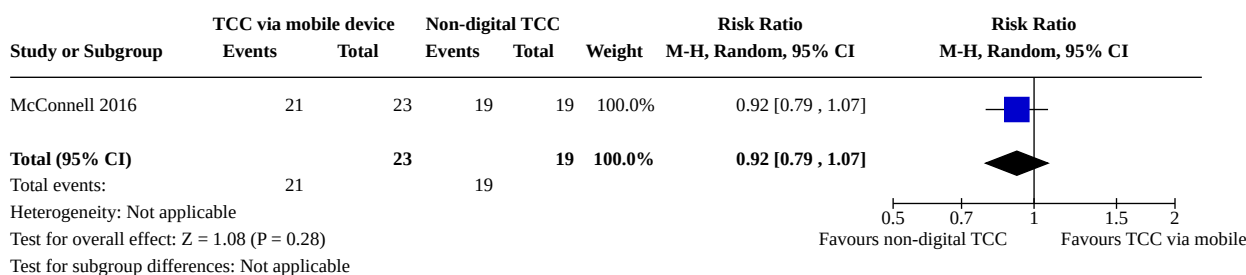 TCC via mobile device Non-digital TCC Risk Ratio Risk Ratio
Study or Subgroup Events Total Events Total Weight M-H, Random, 95% CI M-H, Random, 95% CI
McConnell 2016 21 23 19 19 100.0% 0.92 [0.79 , 1.07]
Total (95% CI) 23 19 100.0% 0.92 [0.79 , 1.07]
Total events: 21 19
Heterogeneity: Not applicable
0.5 0.7 1 1.5 2
Test for overall effect: Z = 1.08 (P = 0.28) Favours non-digital TCC Favours TCC via mobile
Test for subgroup differences: Not applicable